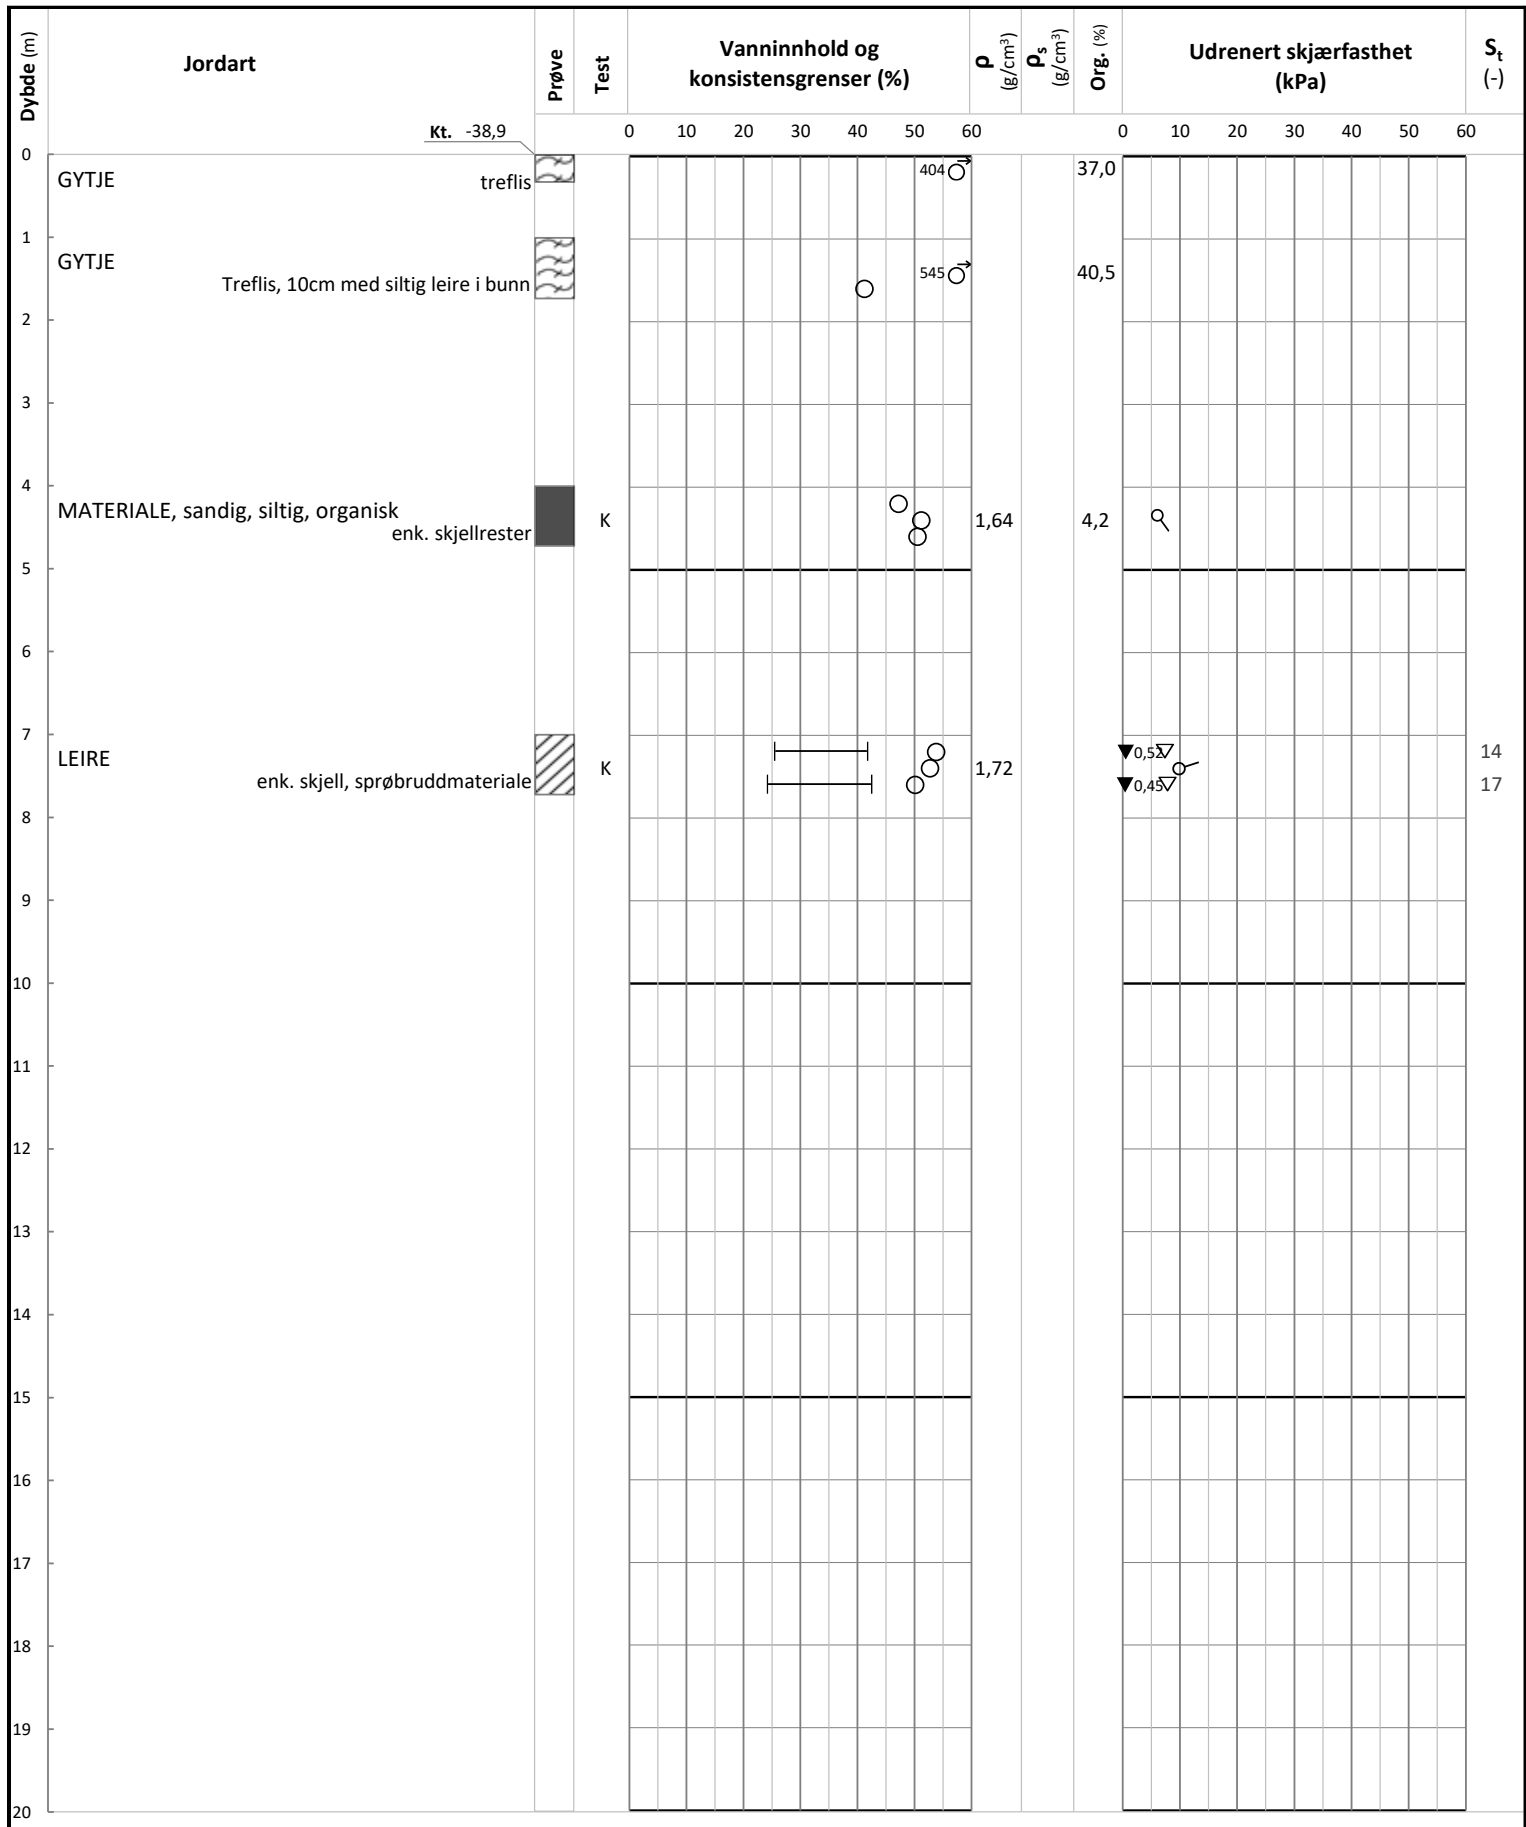 Dybde (m)
Jordart
Prøve
Test
Vanninnhold og
konsistensgrenser (%)
ρ
(g/cm³)
ρs
(g/cm³)
Org. (%)
Udrenert skjærfasthet
(kPa)
St
(-)
Kt. -38,9
0 10 20 30 40 50 60
0 10 20 30 40 50 60
0
GYTJE
treflis
404
37,0
1
GYTJE
Treflis, 10cm med siltig leire i bunn
545
40,5
2
3
4
MATERIALE, sandig, siltig, organisk
enk. skjellrester
K
1,64
4,2
5
6
7
LEIRE
enk. skjell, sprøbruddmateriale
K
1,72
0,52
14
0,45
17
8
9
10
11
12
13
14
15
16
17
18
19
20